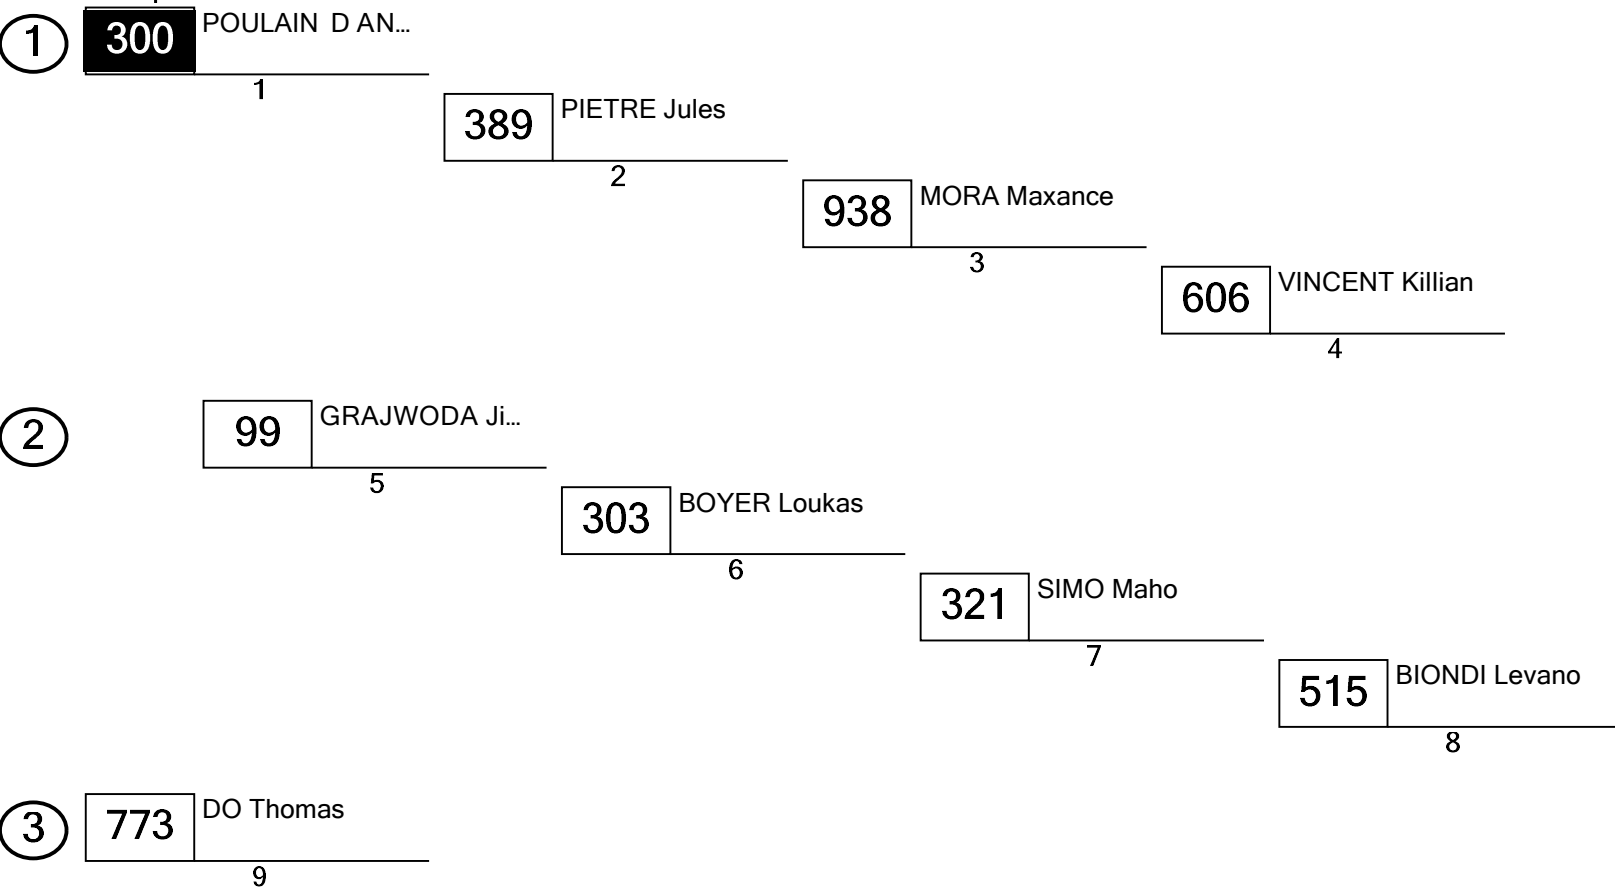 1
300
POULAIN D AN...
1
389
PIETRE Jules
2
938
MORA Maxance
3
606
VINCENT Killian
4
2
99
GRAJWODA Ji...
5
303
BOYER Loukas
6
321
SIMO Maho
7
515
BIONDI Levano
8
3
773
DO Thomas
9